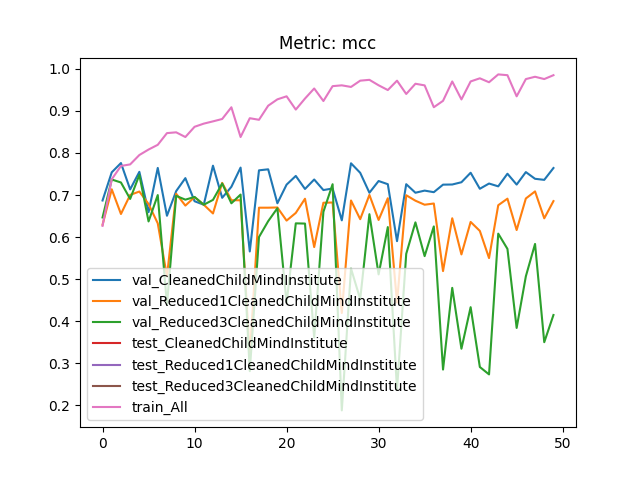 Metric: mcc
1.0
0.9
0.8
0.7
0.6
0.5
0.4
0.3
0.2
val_CleanedChildMindInstitute
val_Reduced1CleanedChildMindInstitute
val_Reduced3CleanedChildMindInstitute
test_CleanedChildMindInstitute
test_Reduced1CleanedChildMindInstitute
test_Reduced3CleanedChildMindInstitute
train_All
0 10 20 30 40 50